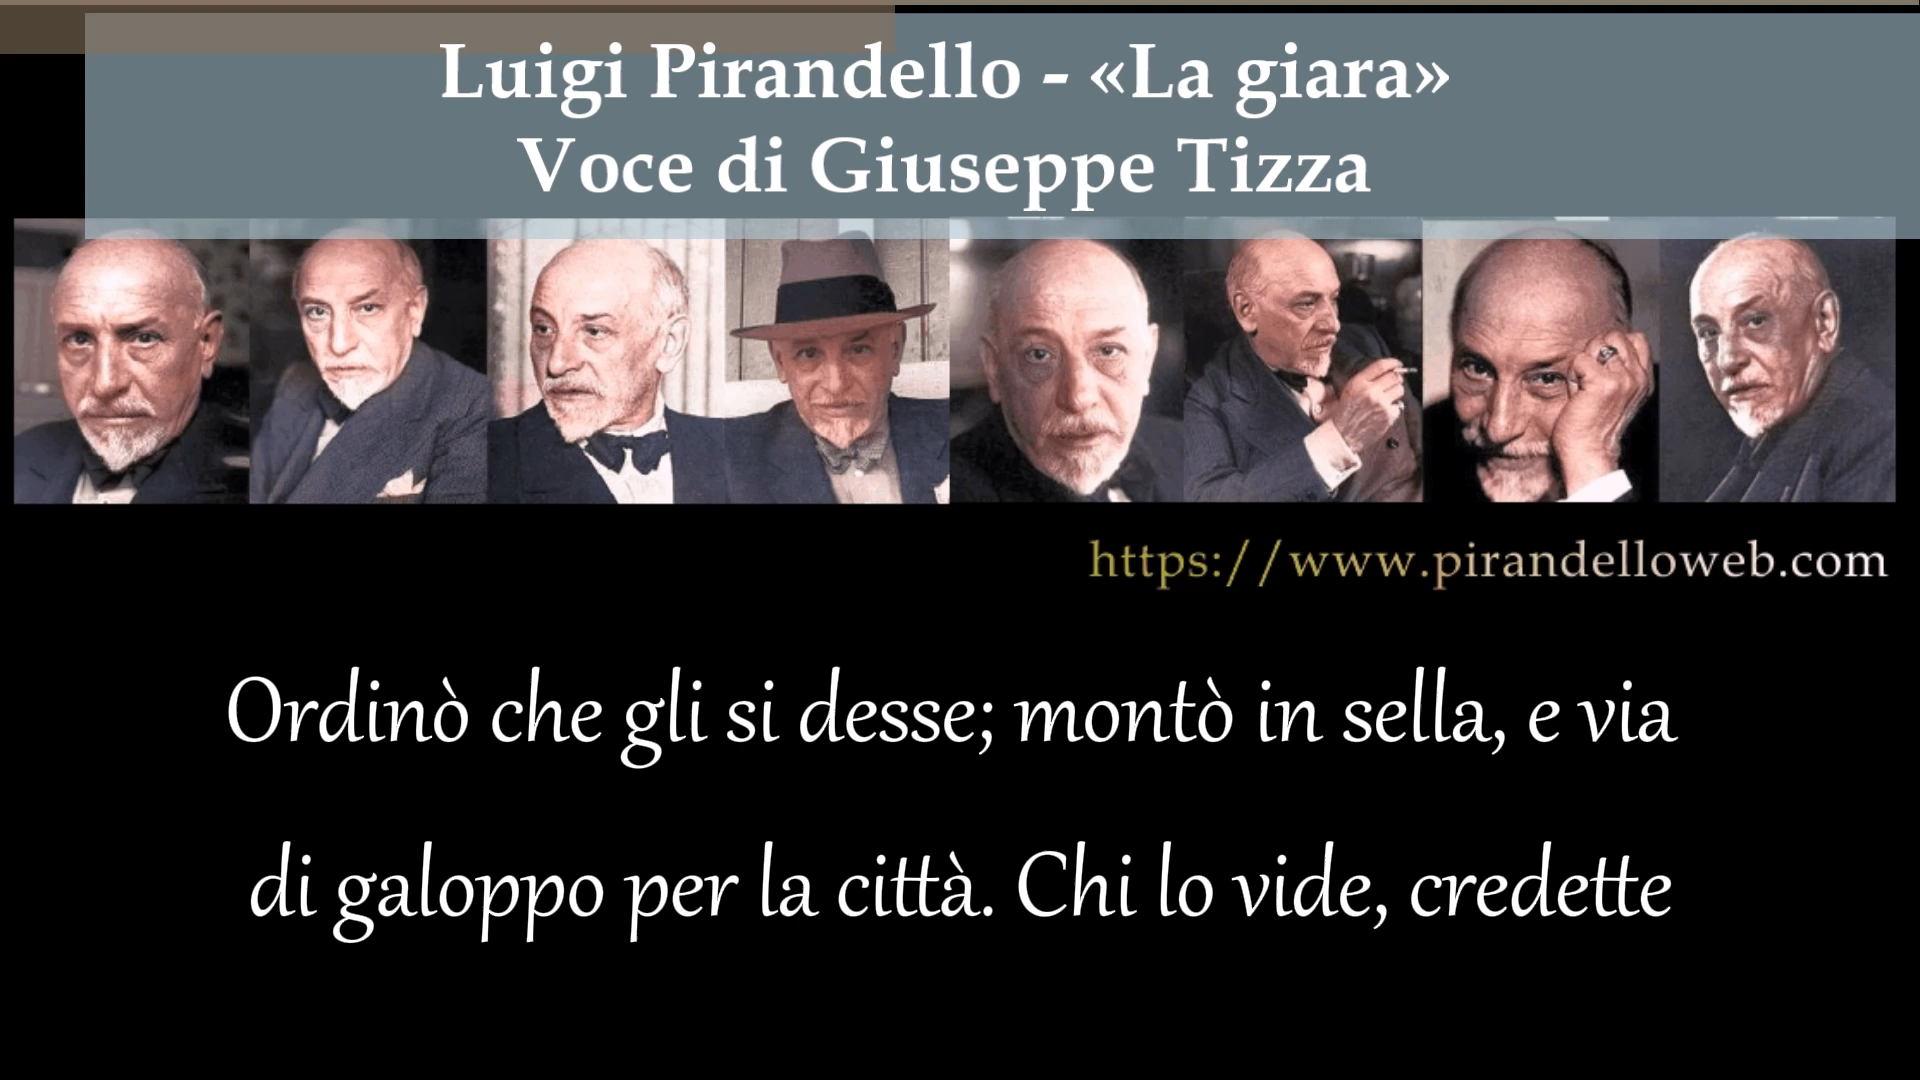 Luigi Pirandello - «La giara»
Voce di Giuseppe Tizza
https://www.pirandelloweb.com
Ordinò che gli si desse; montò in sella, e via
di galoppo per la città. Chi lo vide, credette